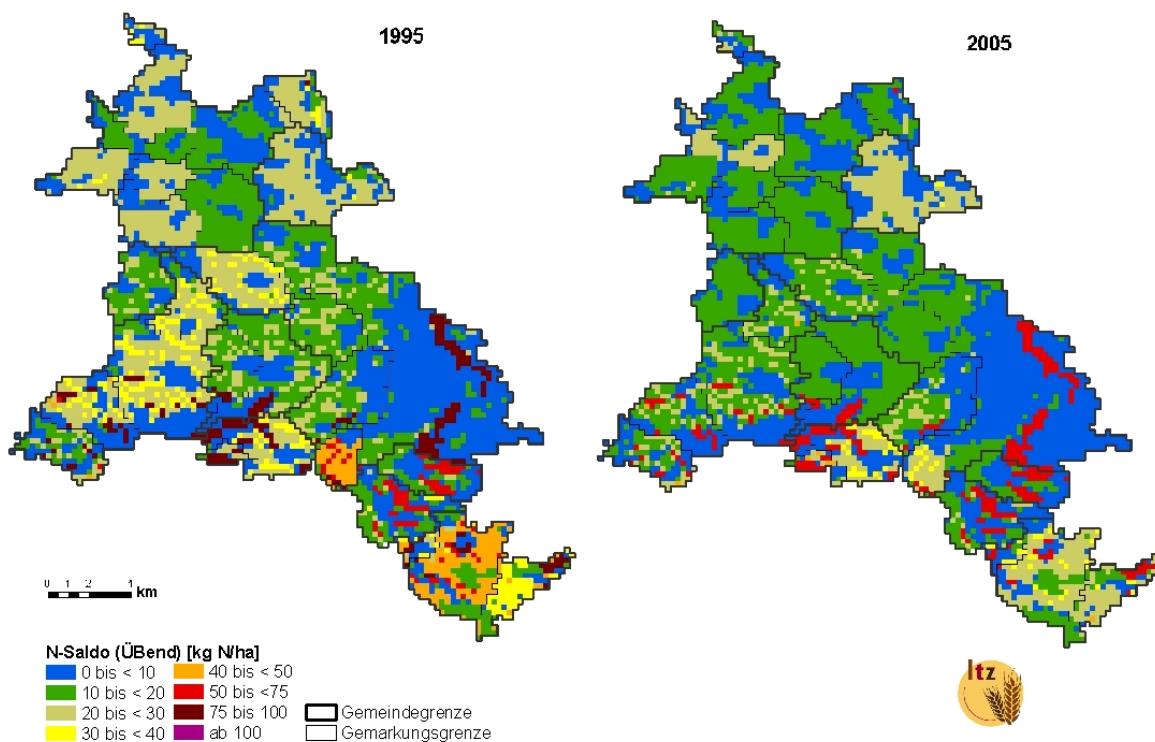 1995
2005
0 1 2 4
km
N-Saldo (ÜBend) [kg N/ha]
0 bis < 10
40 bis < 50
10 bis < 20
50 bis <75
20 bis < 30
75 bis 100
Gemeindegrenze
30 bis < 40
ab 100
Gemarkungsgrenze
ltz